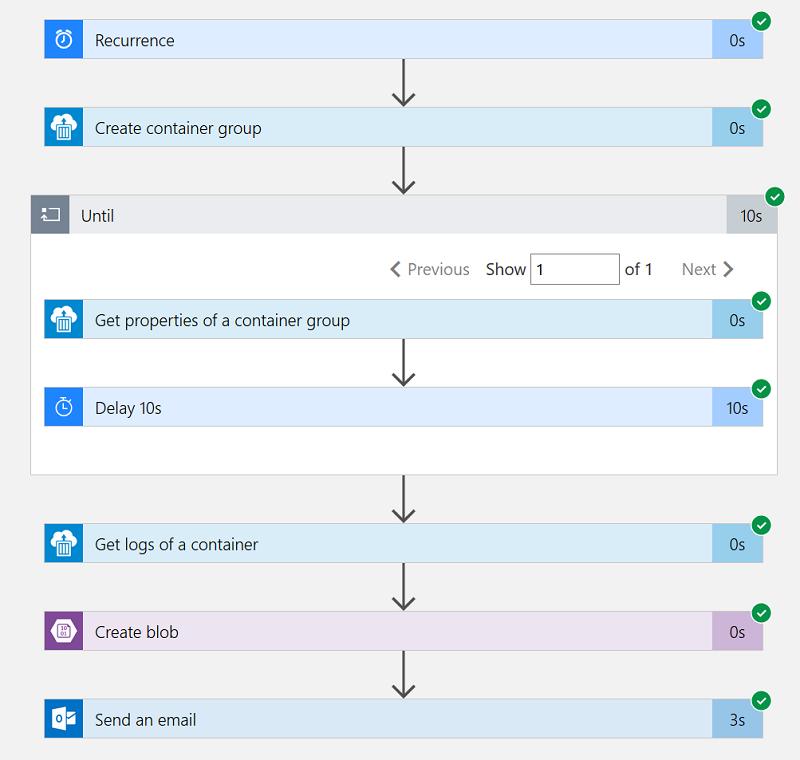 Recurrence 0s
Create container group 0s
Until 10s
Previous Show 1 of 1 Next
Get properties of a container group 0s
Delay 10s 10s
Get logs of a container 0s
Create blob 0s
Send an email 3s